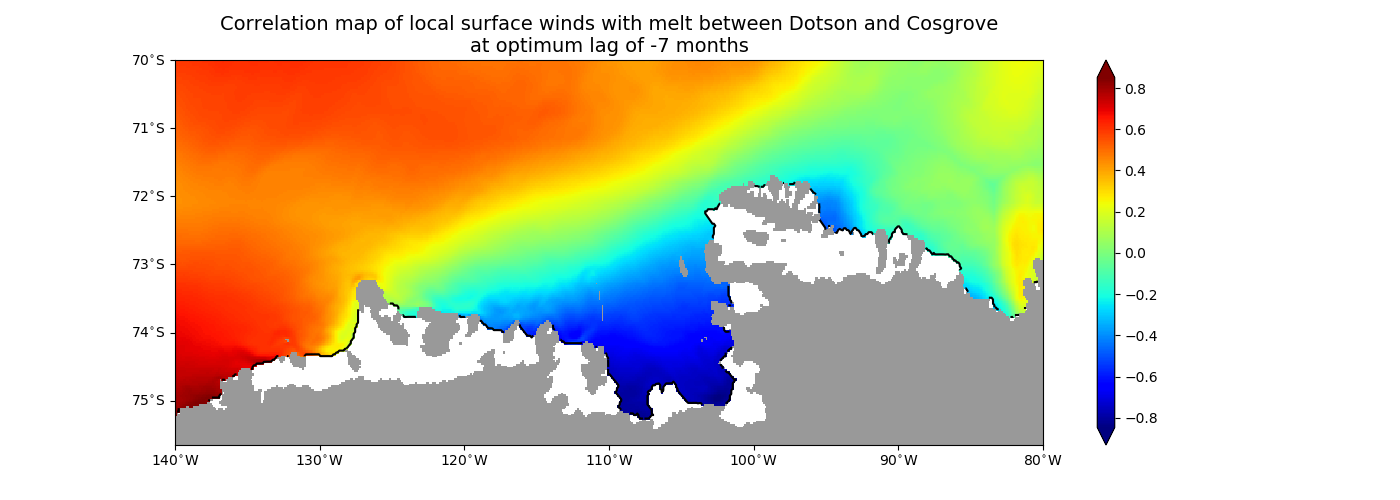 Correlation map of local surface winds with melt between Dotson and Cosgrove
at optimum lag of -7 months
70°S
71°S
72°S
73°S
74°S
75°S
140°W
130°W
120°W
110°W
100°W
90°W
80°W
0.8
0.6
0.4
0.2
0.0
−0.2
−0.4
−0.6
−0.8